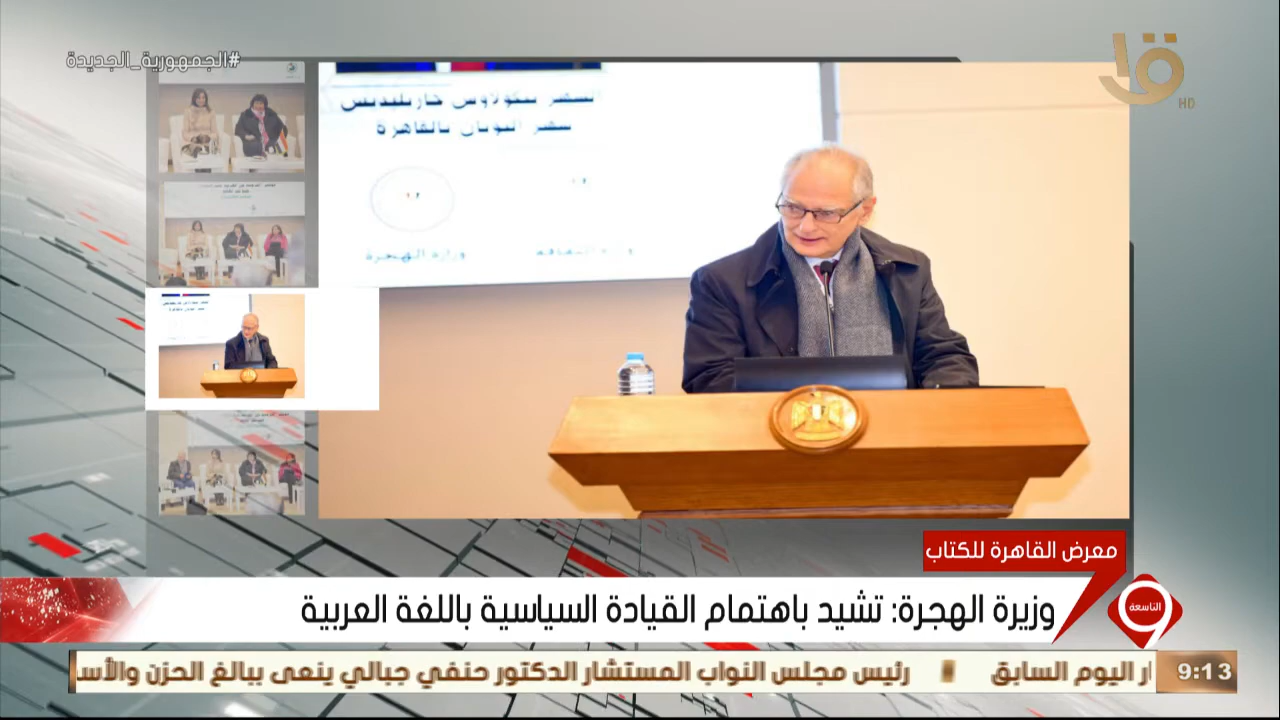 #الجمهورية_الجديدة
HD
السفير نيكولاوس جاريليديس
سفير اليونان بالقاهرة
وزارة الهجرة
وزارة الثقافة
معرض القاهرة للكتاب
وزيرة الهجرة: تشيد باهتمام القيادة السياسية باللغة العربية
التاسعة
9:13
ار اليوم السابق
رئيس مجلس النواب المستشار الدكتور حنفي جبالي ينعى ببالغ الحزن والأس